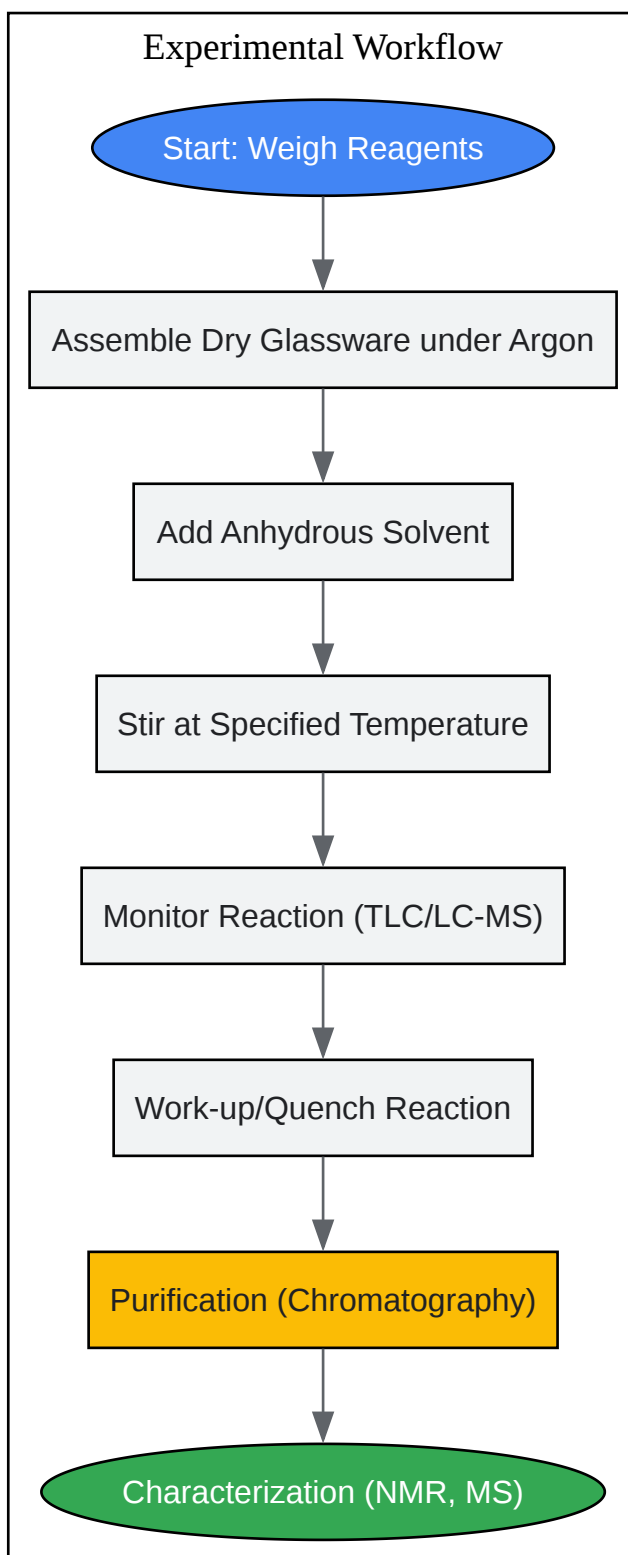 Experimental Workflow
Start: Weigh Reagents
Assemble Dry Glassware under Argon
Add Anhydrous Solvent
Stir at Specified Temperature
Monitor Reaction (TLC/LC-MS)
Work-up/Quench Reaction
Purification (Chromatography)
Characterization (NMR, MS)